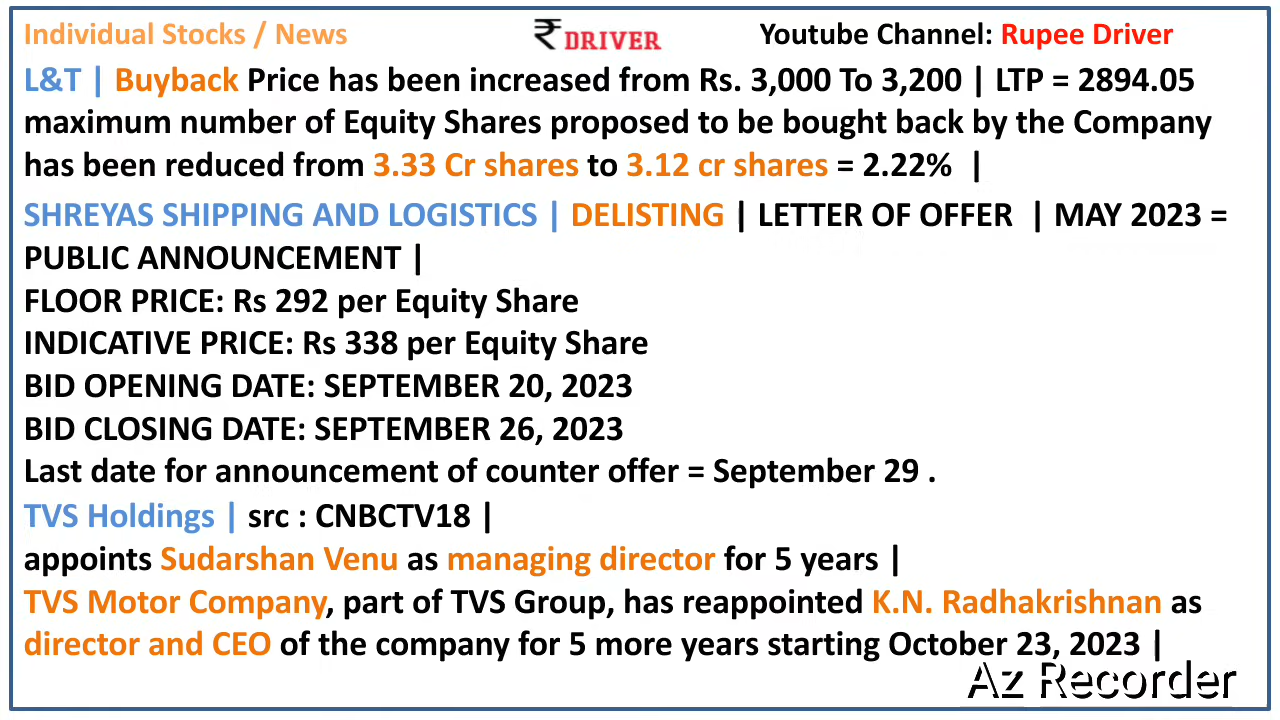 Individual Stocks / News
₹ DRIVER
Youtube Channel: Rupee Driver
L&T | Buyback Price has been increased from Rs. 3,000 To 3,200 | LTP = 2894.05
maximum number of Equity Shares proposed to be bought back by the Company
has been reduced from 3.33 Cr shares to 3.12 cr shares = 2.22% |
SHREYAS SHIPPING AND LOGISTICS | DELISTING | LETTER OF OFFER | MAY 2023 =
PUBLIC ANNOUNCEMENT |
FLOOR PRICE: Rs 292 per Equity Share
INDICATIVE PRICE: Rs 338 per Equity Share
BID OPENING DATE: SEPTEMBER 20, 2023
BID CLOSING DATE: SEPTEMBER 26, 2023
Last date for announcement of counter offer = September 29 .
TVS Holdings | src : CNBCTV18 |
appoints Sudarshan Venu as managing director for 5 years |
TVS Motor Company, part of TVS Group, has reappointed K.N. Radhakrishnan as
director and CEO of the company for 5 more years starting October 23, 2023 |
Az Recorder